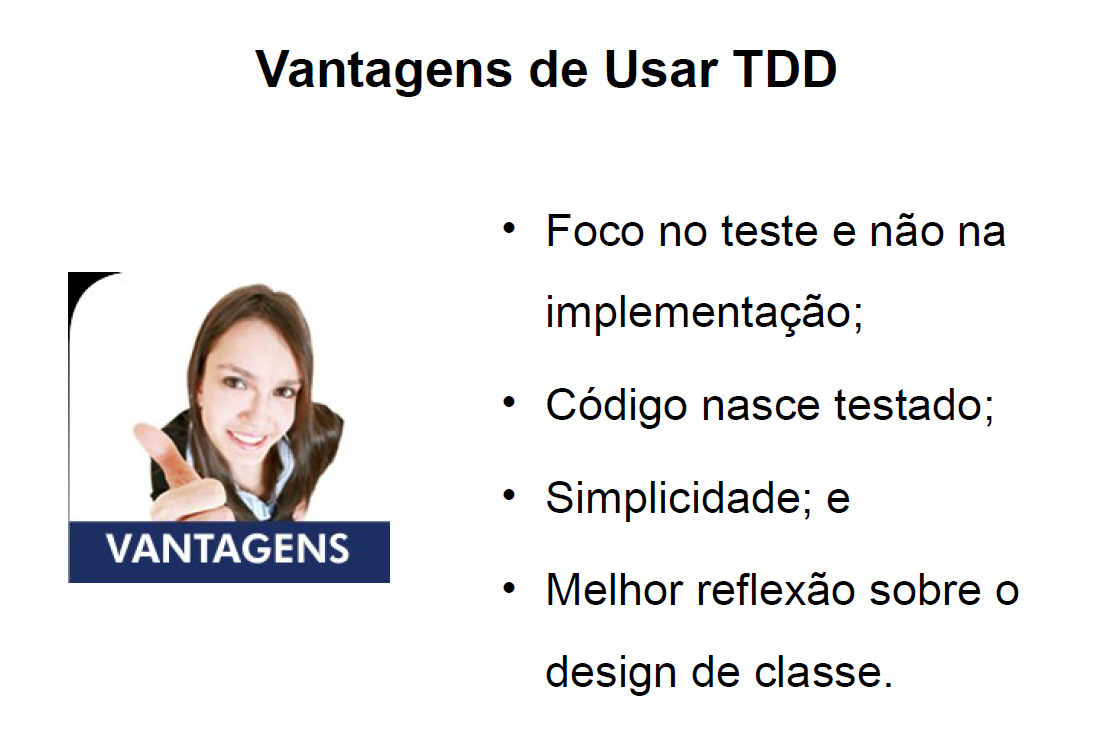 Vantagens de Usar TDD
• Foco no teste e não na
implementação;
• Código nasce testado;
• Simplicidade; e
• Melhor reflexão sobre o
design de classe.
VANTAGENS